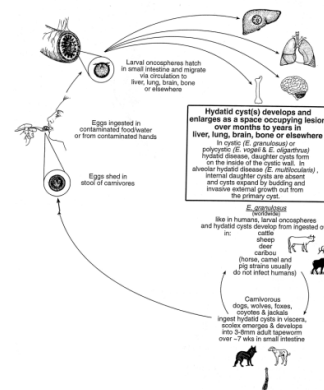 Larval oncospheres hetch
in small intestine and migrate
via circulation to
liver, lung, brain, bone
or elsewhere
Hydatid cyst(s) develops and
enlarges as a space occupying lesion
over months to years in
liver, lung, brain, bone or elsewhere
In cystic (E. granulosus) or
polycystic (E. vogeli & E. oligarthrus)
hydatid disease, daughter cysts form
on the inside of the cystic wall. In
alveolar hydatid disease (E. multilocularis),
internal daughter cysts are absent
and cysts expand by budding and
invasive external growth out from
the primary cyst.
Eggs ingested in
contaminated food/water
or from contaminated hands
Eggs shed in
stool of carnivores
E. granulosus
(worldwide)
like in humans, larval oncospheres
and hydatid cysts develop from ingested o
in:
cattle
sheep
deer
caribou
(horse, camel and
pig strains usually
do not infect humans)
Carnivorous
dogs, wolves, foxes,
coyotes & jackals
ingest hydatid cysts in viscera,
scolex emerges & develops
into 3-8mm adult tapeworm
over ~7 wks in small intestine